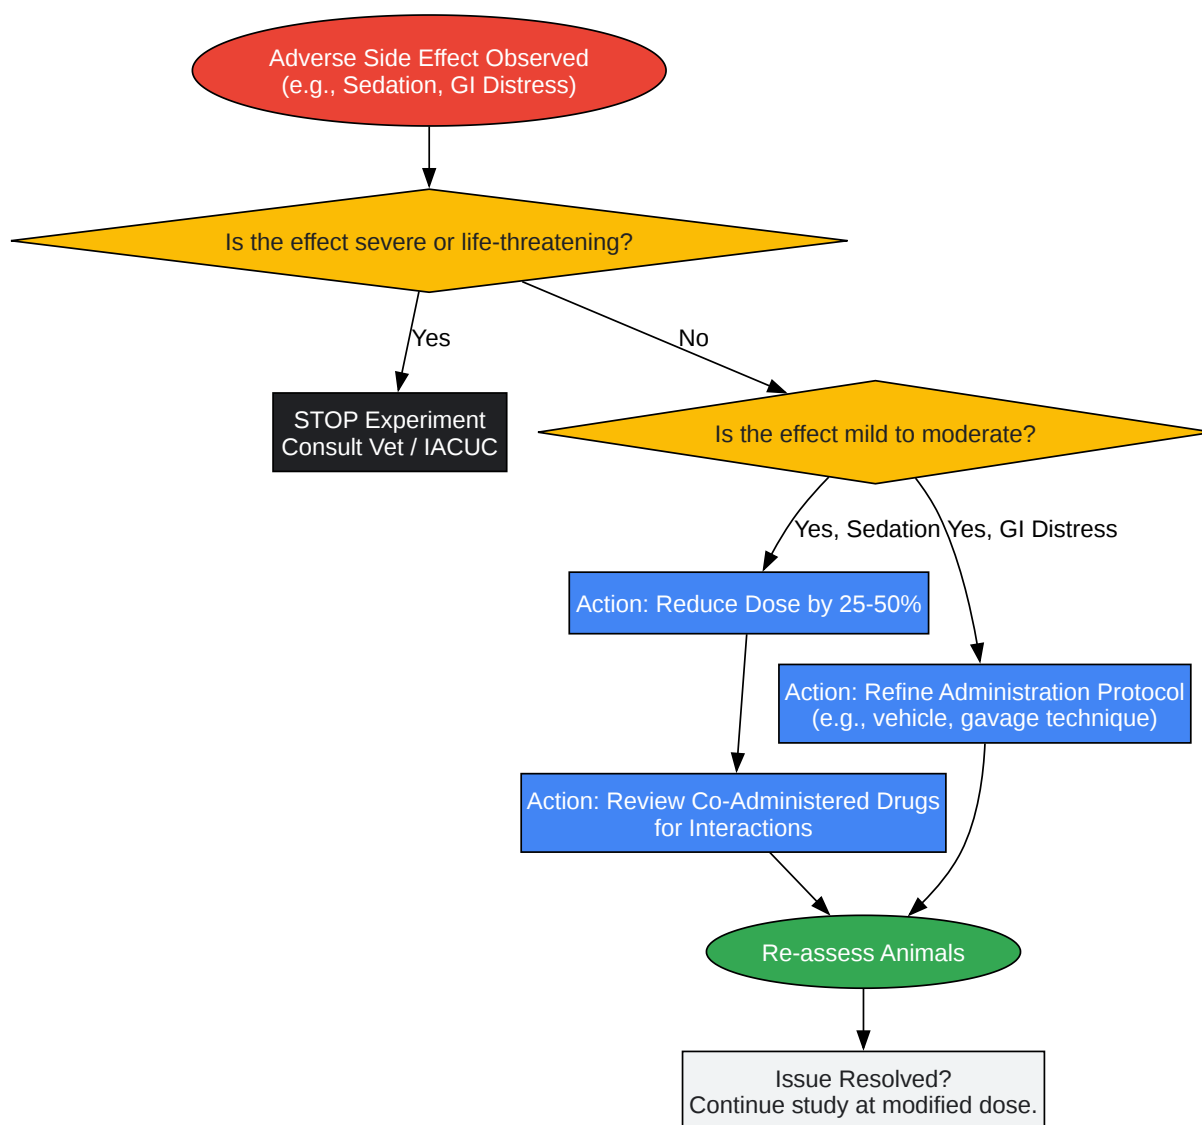 Adverse Side Effect Observed
(e.g., Sedation, GI Distress)
Is the effect severe or life-threatening?
Yes
No
STOP Experiment
Consult Vet / IACUC
Is the effect mild to moderate?
Yes, Sedation
Yes, GI Distress
Action: Reduce Dose by 25-50%
Action: Refine Administration Protocol
(e.g., vehicle, gavage technique)
Action: Review Co-Administered Drugs
for Interactions
Re-assess Animals
Issue Resolved?
Continue study at modified dose.